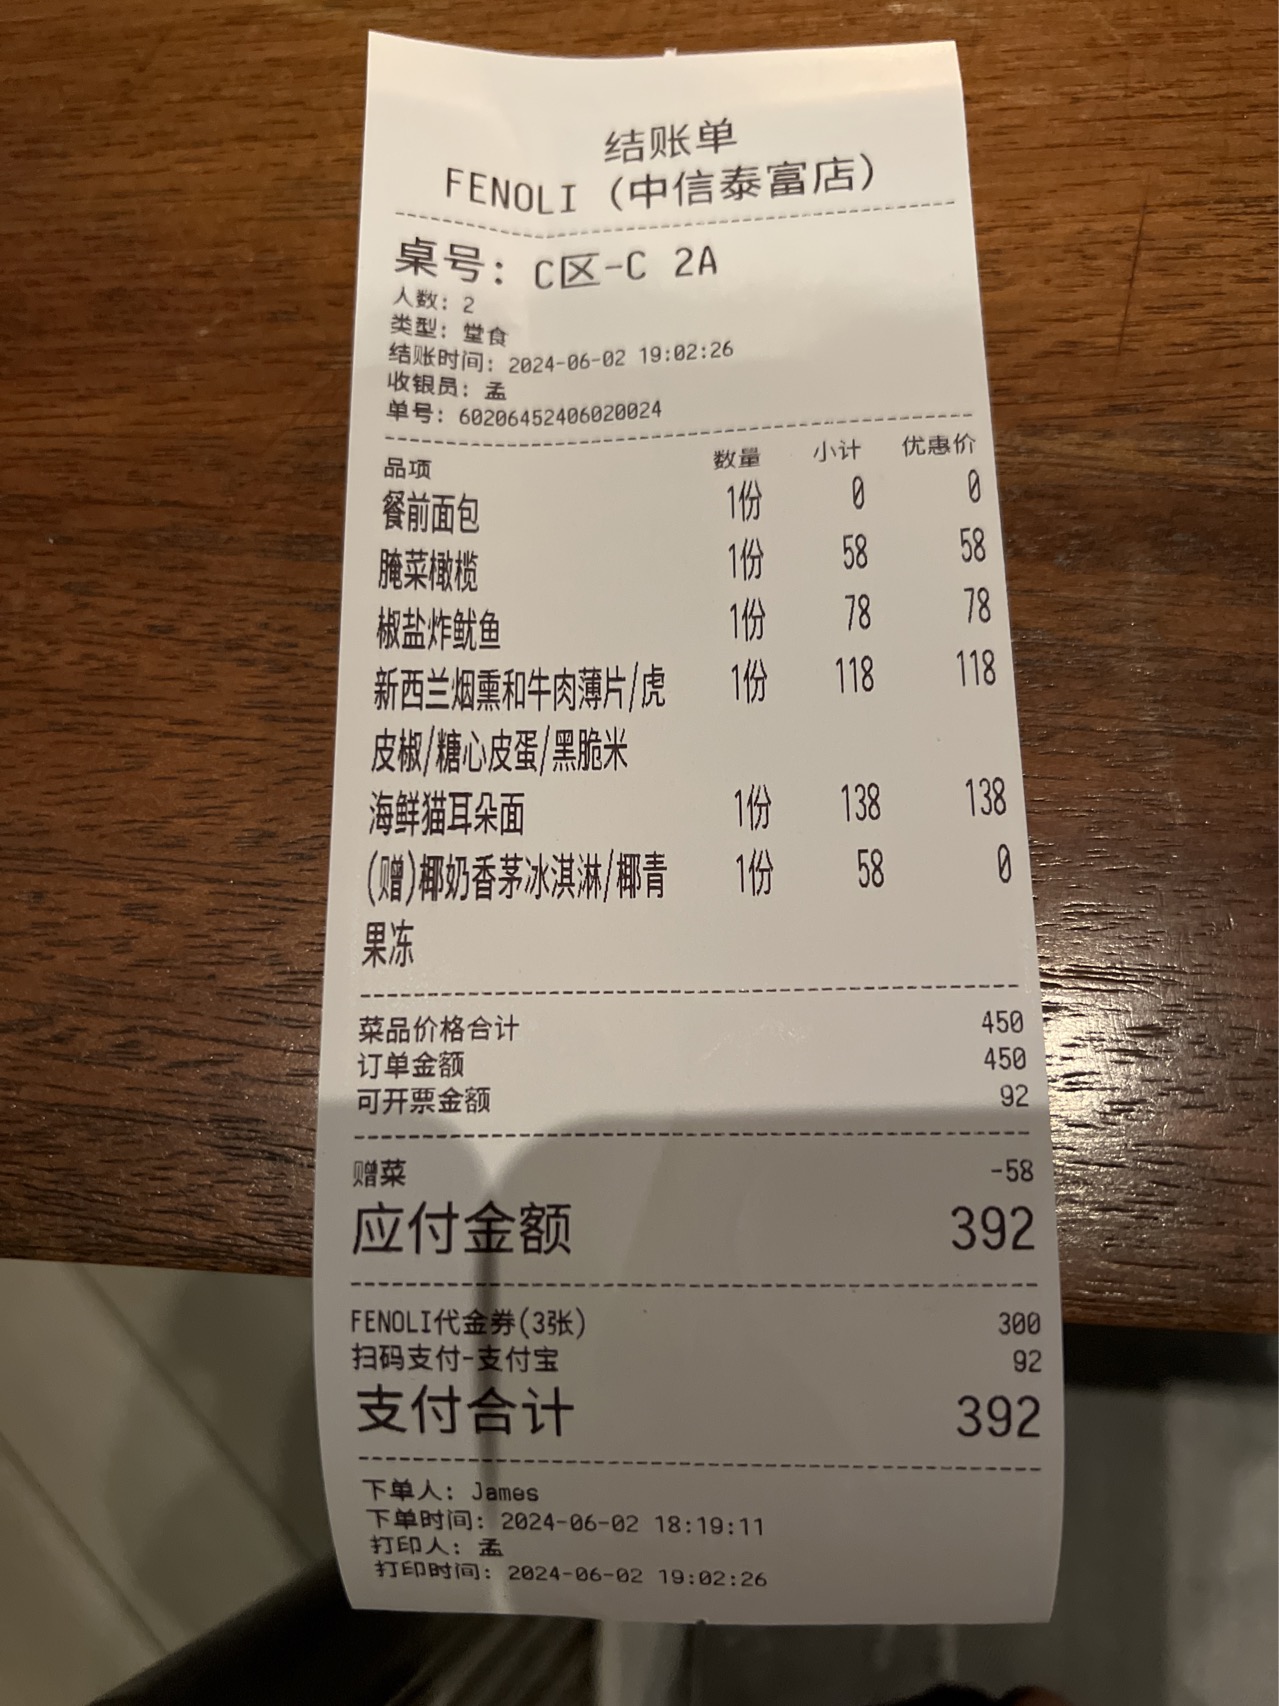 结账单
FENOLI (中信泰富店)
桌号: C区-C 2A
人数: 2
类型: 堂食
结账时间: 2024-06-02 19:02:26
收银员: 孟
单号: 60206452406020024
品项 数量 小计 优惠价
餐前面包 1份 0 0
腌菜橄榄 1份 58 58
椒盐炸鱿鱼 1份 78 78
新西兰烟熏和牛肉薄片/虎 1份 118 118
皮椒/糖心皮蛋/黑脆米
海鲜猫耳朵面 1份 138 138
(赠)椰奶香茅冰淇淋/椰青 1份 58 0
果冻
菜品价格合计 450
订单金额 450
可开票金额 92
赠菜 -58
应付金额 392
FENOLI代金券(3张) 300
扫码支付-支付宝 92
支付合计 392
下单人: James
下单时间: 2024-06-02 18:19:11
打印人: 孟
打印时间: 2024-06-02 19:02:26